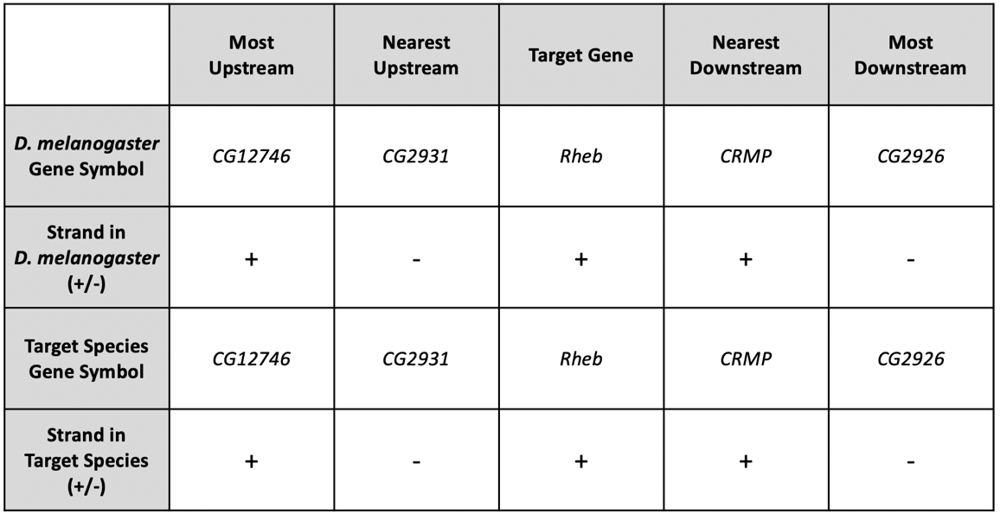 Most Upstream
Nearest Upstream
Target Gene
Nearest Downstream
Most Downstream
D. melanogaster
Gene Symbol
CG12746
CG2931
Rheb
CRMP
CG2926
Strand in
D. melanogaster
(+/-)
+
-
+
+
-
Target Species
Gene Symbol
CG12746
CG2931
Rheb
CRMP
CG2926
Strand in
Target Species
(+/-)
+
-
+
+
-